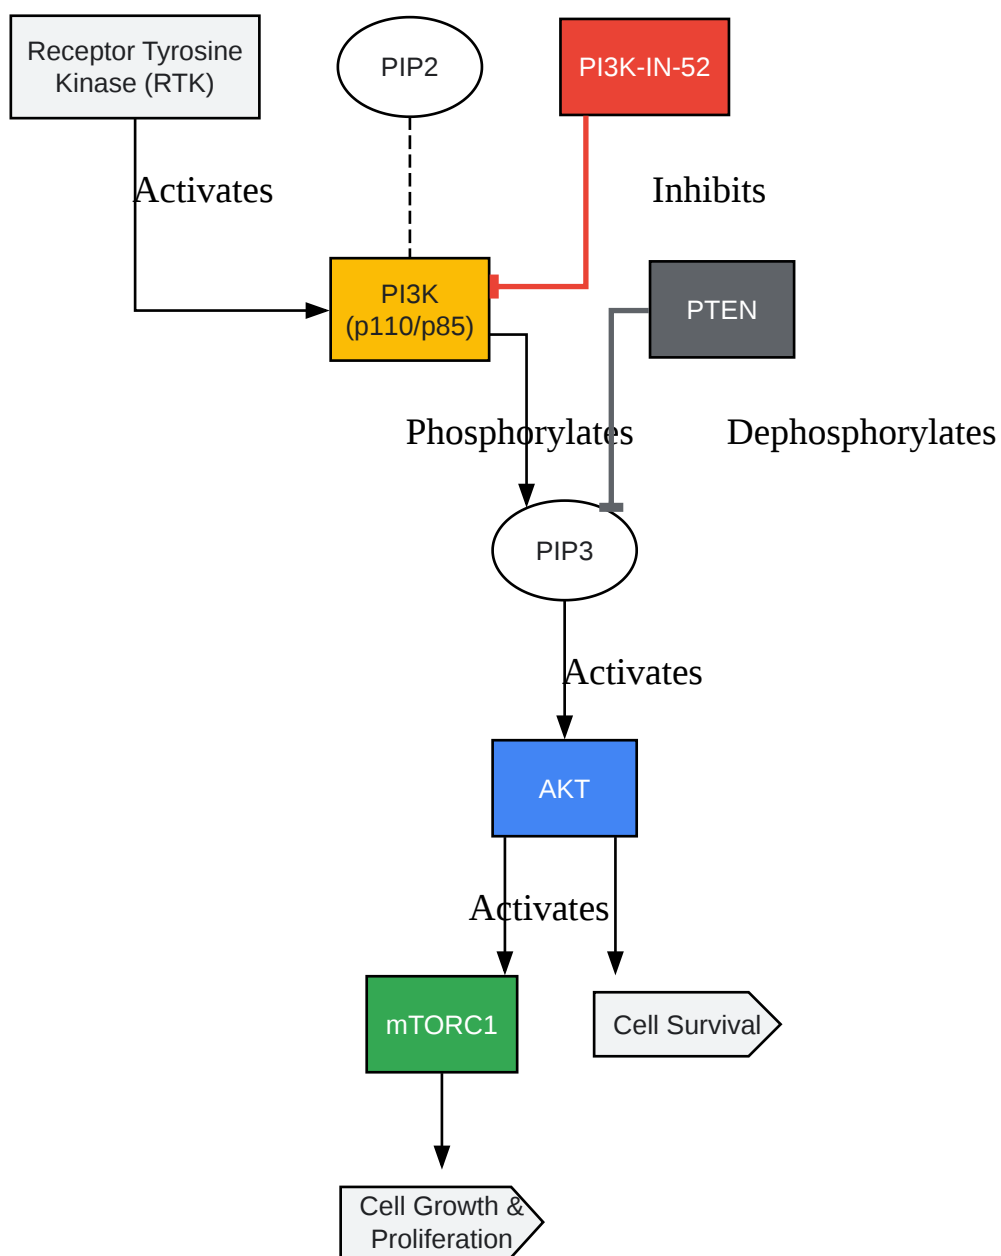 Receptor Tyrosine
Kinase (RTK)
PIP2
PI3K-IN-52
Activates
Inhibits
PI3K
(p110/p85)
PTEN
Phosphorylates
Dephosphorylates
PIP3
Activates
AKT
Activates
mTORC1
Cell Survival
Cell Growth &
Proliferation